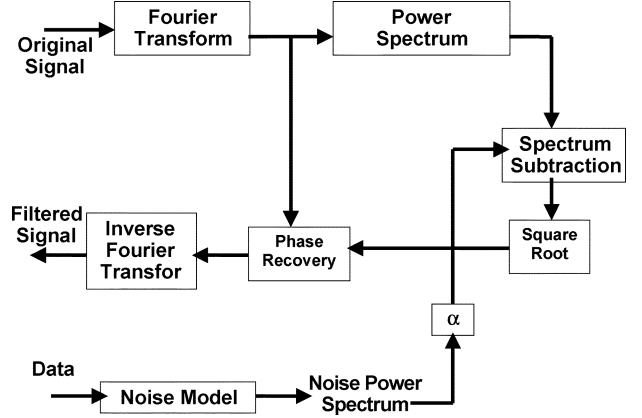 Fourier
Transform
Power
Spectrum
Original
Signal
Spectrum
Subtraction
Filtered
Signal
Inverse
Fourier
Transfor
Phase
Recovery
Square
Root
α
Data
Noise Model
Noise Power
Spectrum